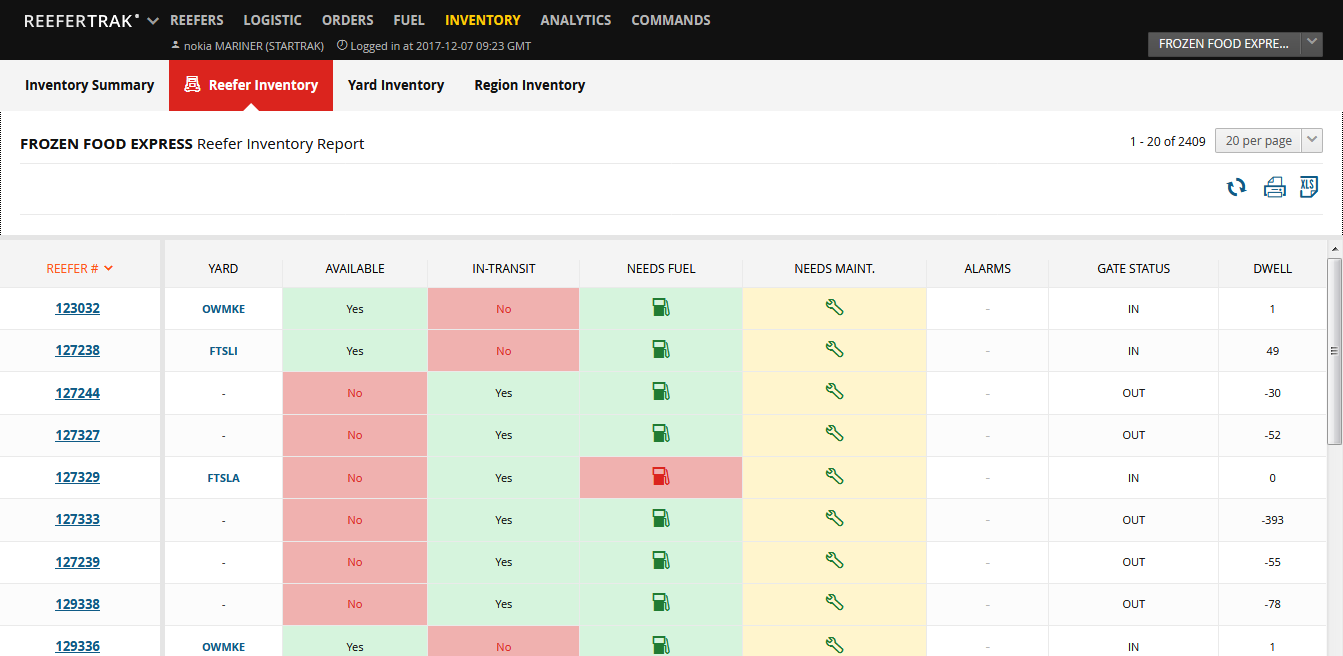 REEFERTRAK REEFERS LOGISTIC ORDERS FUEL INVENTORY ANALYTICS COMMANDS
nokia MARINER (STARTRAK) Logged in at 2017-12-07 09:23 GMT
FROZEN FOOD EXPRE...
Inventory Summary Reefer Inventory Yard Inventory Region Inventory
FROZEN FOOD EXPRESS Reefer Inventory Report
1 - 20 of 2409 20 per page
XLS
REEFER # YARD AVAILABLE IN-TRANSIT NEEDS FUEL NEEDS MAINT. ALARMS GATE STATUS DWELL
123032 OWMKE Yes No - IN 1
127238 FTSLI Yes No - IN 49
127244 - No Yes - OUT -30
127327 - No Yes - OUT -52
127329 FTSLA No Yes - IN 0
127333 - No Yes - OUT -393
127239 - No Yes - OUT -55
129338 - No Yes - OUT -78
129336 OWMKE Yes No - IN 1